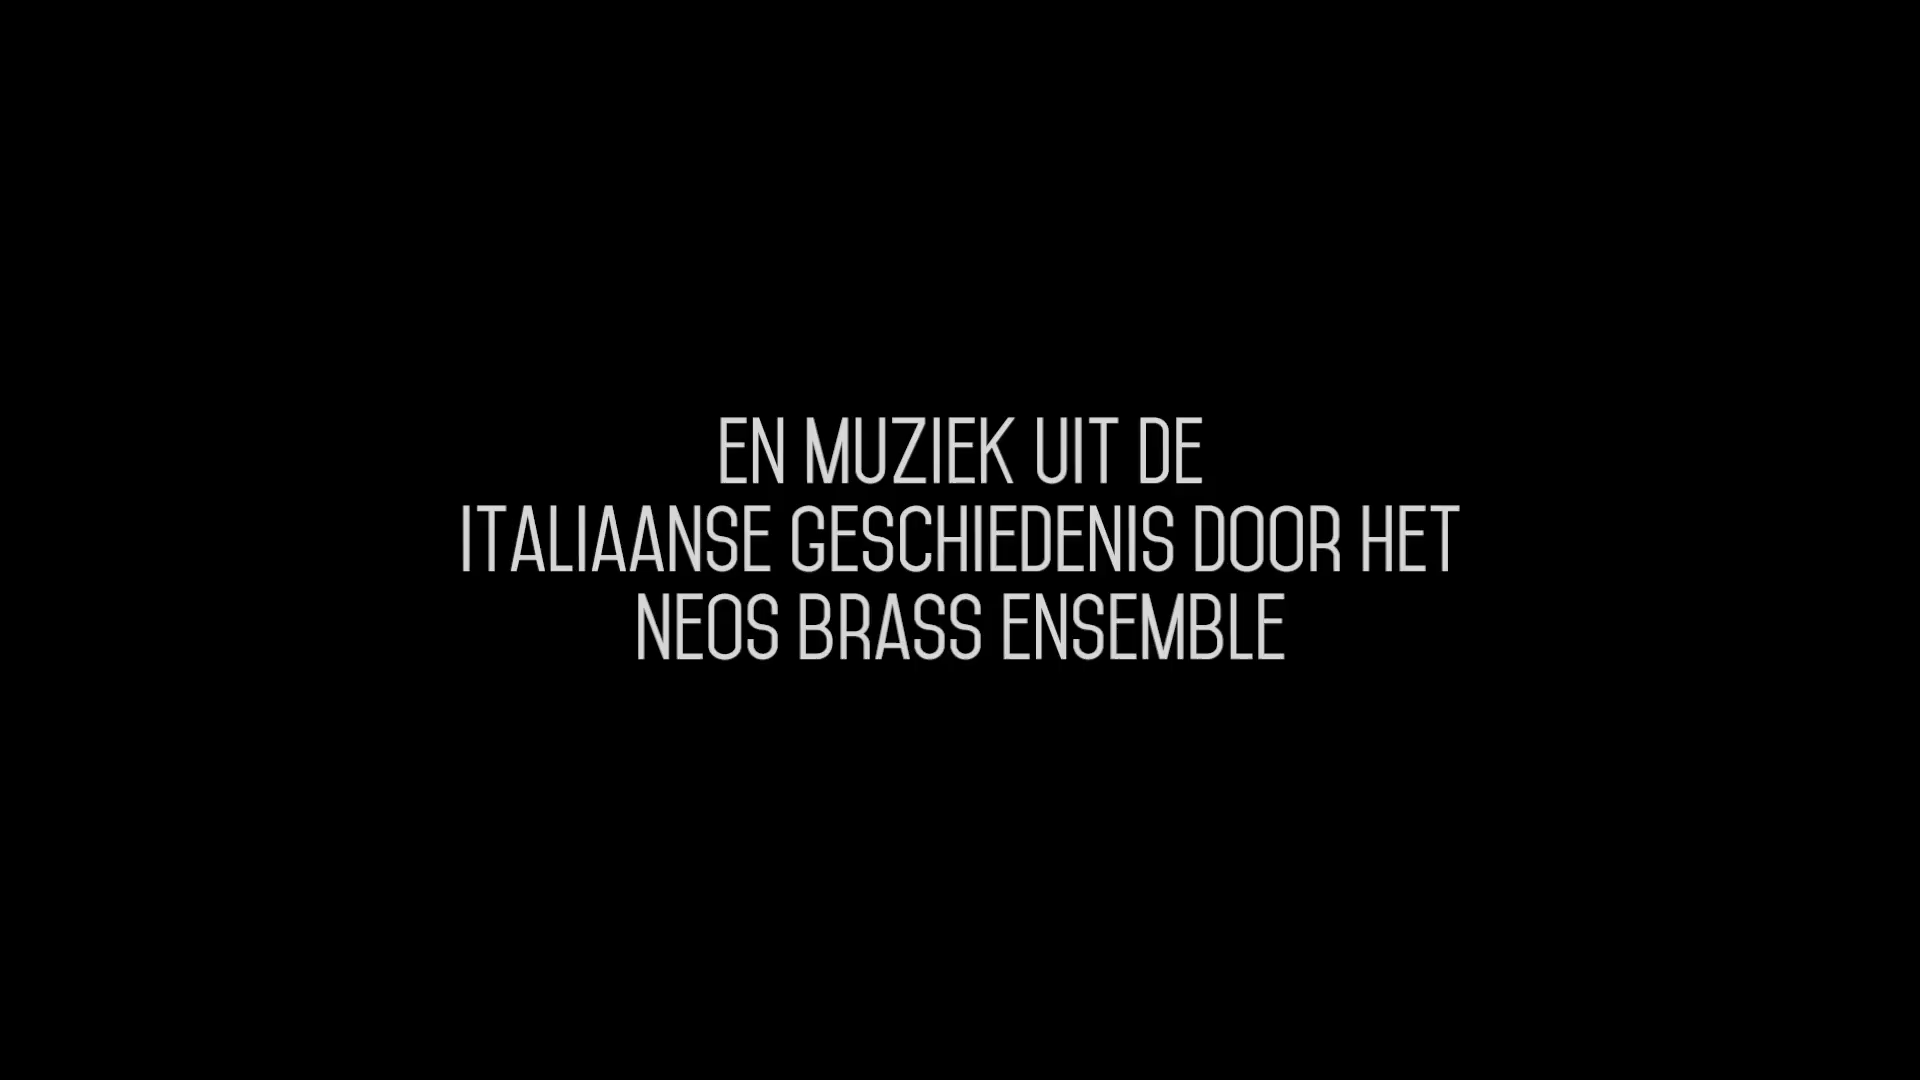 EN MUZIEK UIT DE
ITALIAANSE GESCHIEDENIS DOOR HET
NEOS BRASS ENSEMBLE